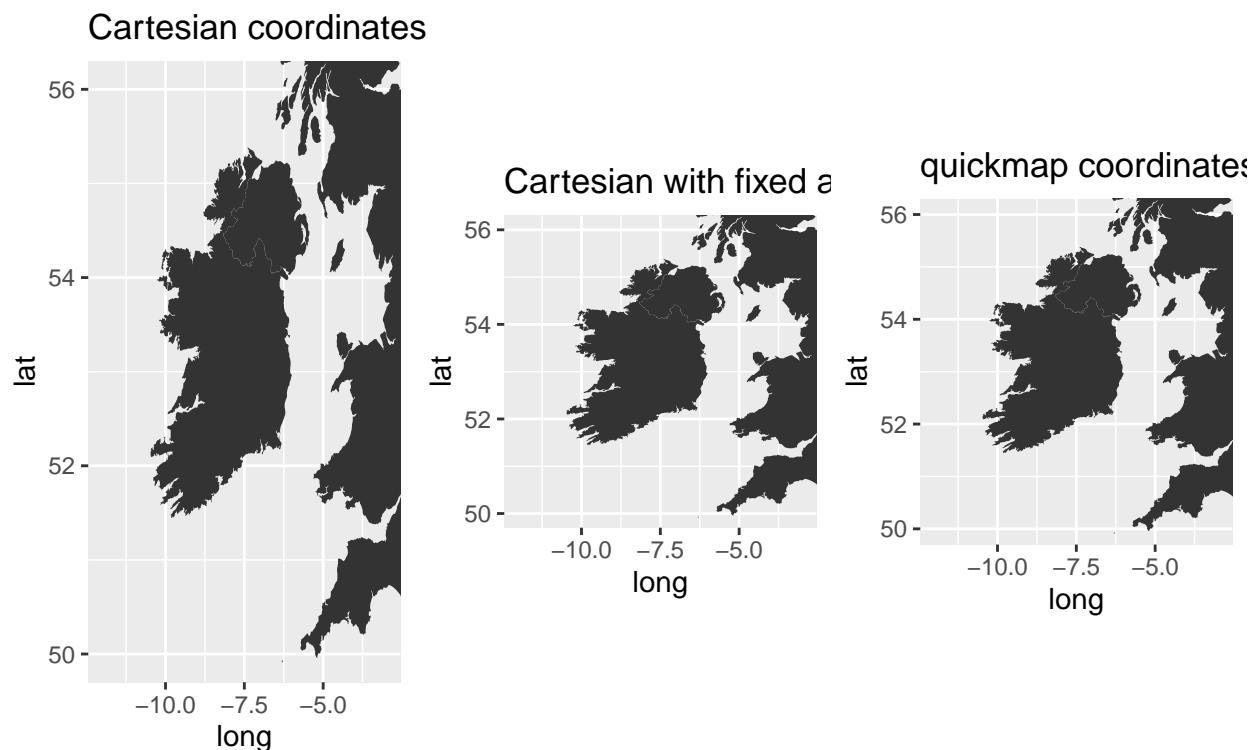 Cartesian coordinates
56
54
52
50
lat
−10.0 −7.5 −5.0
long
Cartesian with fixed a
56
54
52
50
lat
−10.0 −7.5 −5.0
long
quickmap coordinates
56
54
52
50
lat
−10.0 −7.5 −5.0
long